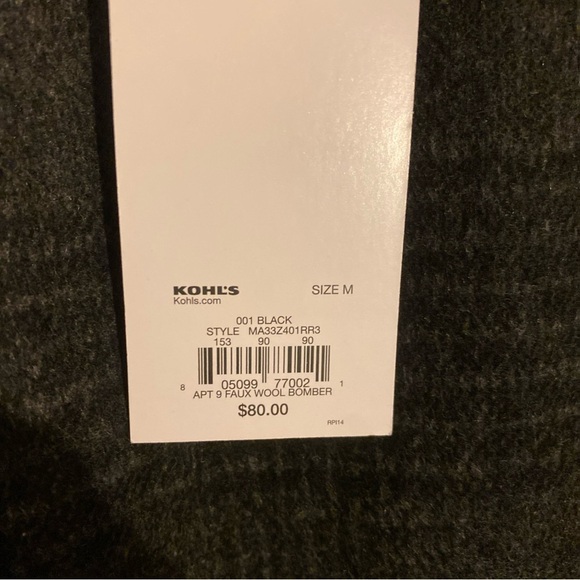 KOHL'S SIZE M
Kohls.com
001 BLACK
STYLE MA33Z401RR3
153 90 90
8 05099 77002 1
APT 9 FAUX WOOL BOMBER
$80.00
RPI14